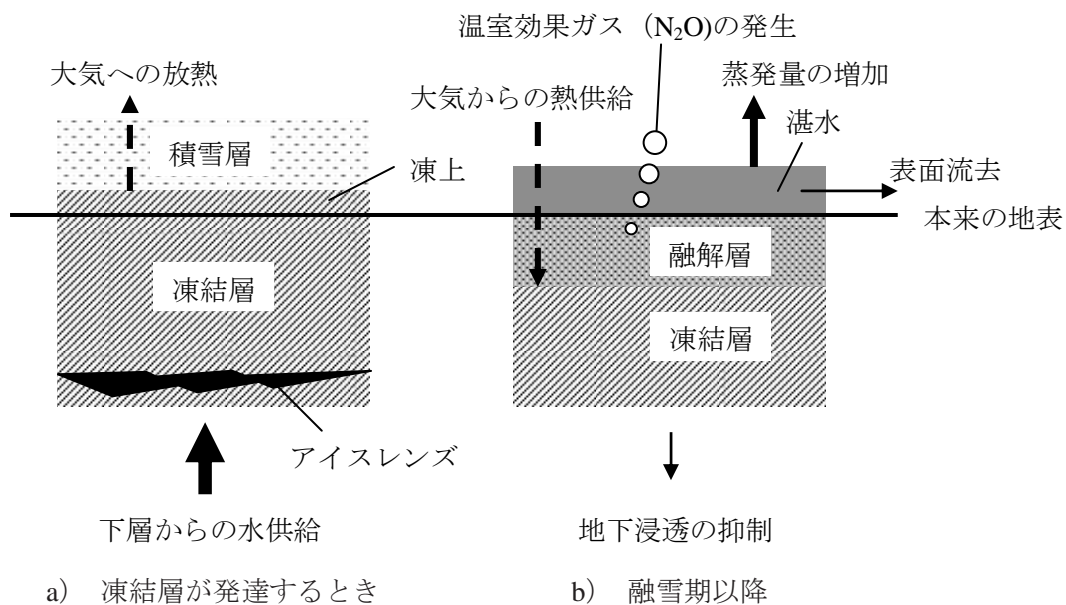 温室効果ガス（N₂O)の発生
大気への放熱
蒸発量の増加
大気からの熱供給
湛水
積雪層
凍上
表面流去
本来の地表
融解層
凍結層
凍結層
アイスレンズ
下層からの水供給
地下浸透の抑制
a） 凍結層が発達するとき
b） 融雪期以降